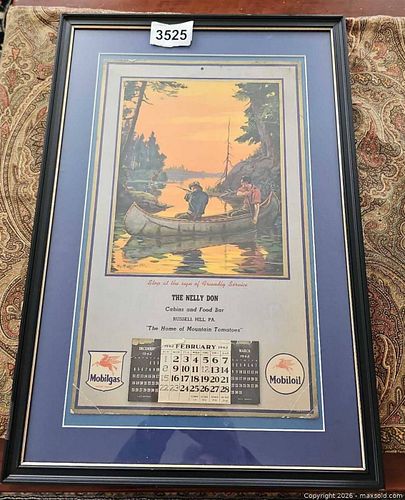 3525
Stop at the sign of Friendly Service
THE NELLY DON
Cabins and Food Bar
RUSSELL HILL PA.
"The Home of Mountain Tomatoes"
DECEMBER
1942 FEBRUARY 1942
MARCH
1 2 3 4 5 6 7
8 9 10 11 12 13 14
15 16 17 18 19 20 21
22 23 24 25 26 27 28
Mobilgas
Mobiloil
Copyright 2026 - maxsold.com